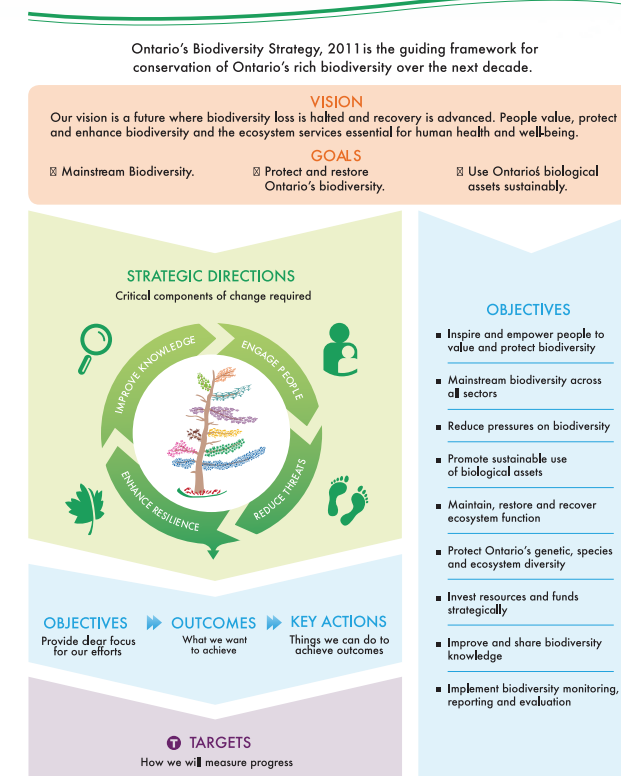 Ontario's Biodiversity Strategy, 2011 is the guiding framework for
conservation of Ontario's rich biodiversity over the next decade.
VISION
Our vision is a future where biodiversity loss is halted and recovery is advanced. People value, protect
and enhance biodiversity and the ecosystem services essential for human health and well-being.
GOALS
Mainstream Biodiversity.
Protect and restore
Ontario's biodiversity.
Use Ontario's biological
assets sustainably.
STRATEGIC DIRECTIONS
Critical components of change required
IMPROVE KNOWLEDGE
ENGAGE PEOPLE
REDUCE THREATS
ENHANCE RESILIENCE
OBJECTIVES
Provide clear focus
for our efforts
OUTCOMES
What we want
to achieve
KEY ACTIONS
Things we can do to
achieve outcomes
T TARGETS
How we will measure progress
OBJECTIVES
▪ Inspire and empower people to
value and protect biodiversity
▪ Mainstream biodiversity across
all sectors
▪ Reduce pressures on biodiversity
▪ Promote sustainable use
of biological assets
▪ Maintain, restore and recover
ecosystem function
▪ Protect Ontario's genetic, species
and ecosystem diversity
▪ Invest resources and funds
strategically
▪ Improve and share biodiversity
knowledge
▪ Implement biodiversity monitoring,
reporting and evaluation